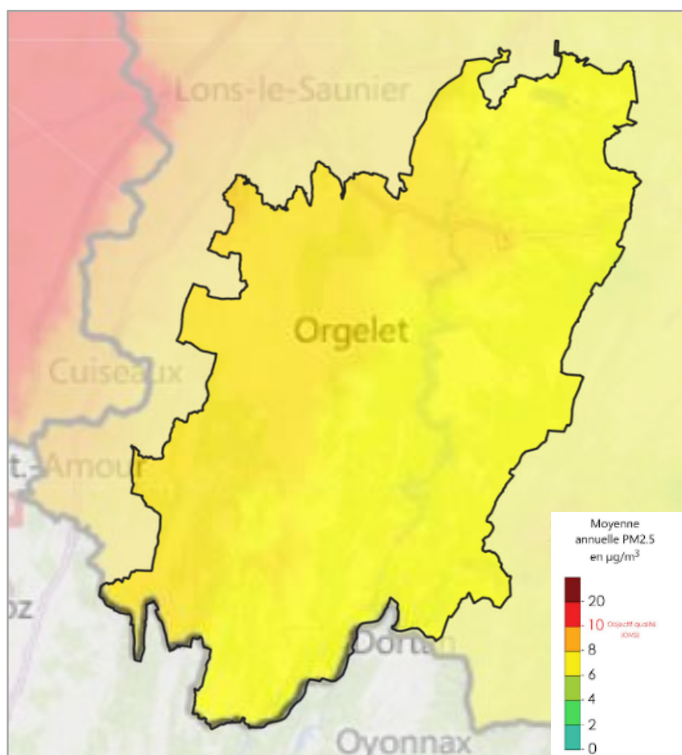 Lons-le-Saunier
Orgelet
Cuiseaux
t.-Amour
oz
Dortan
Oyonnax
Moyenne
annuelle PM2.5
en µg/m³
20
10 Objectif qualité
(OMS)
8
6
4
2
0